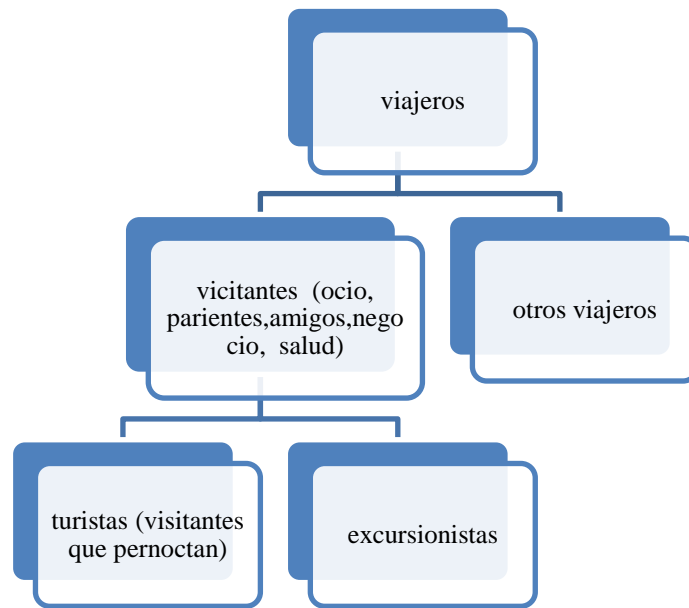 viajeros
vicitantes (ocio,
parientes,amigos,nego
cio, salud)
otros viajeros
turistas (visitantes
que pernoctan)
excursionistas